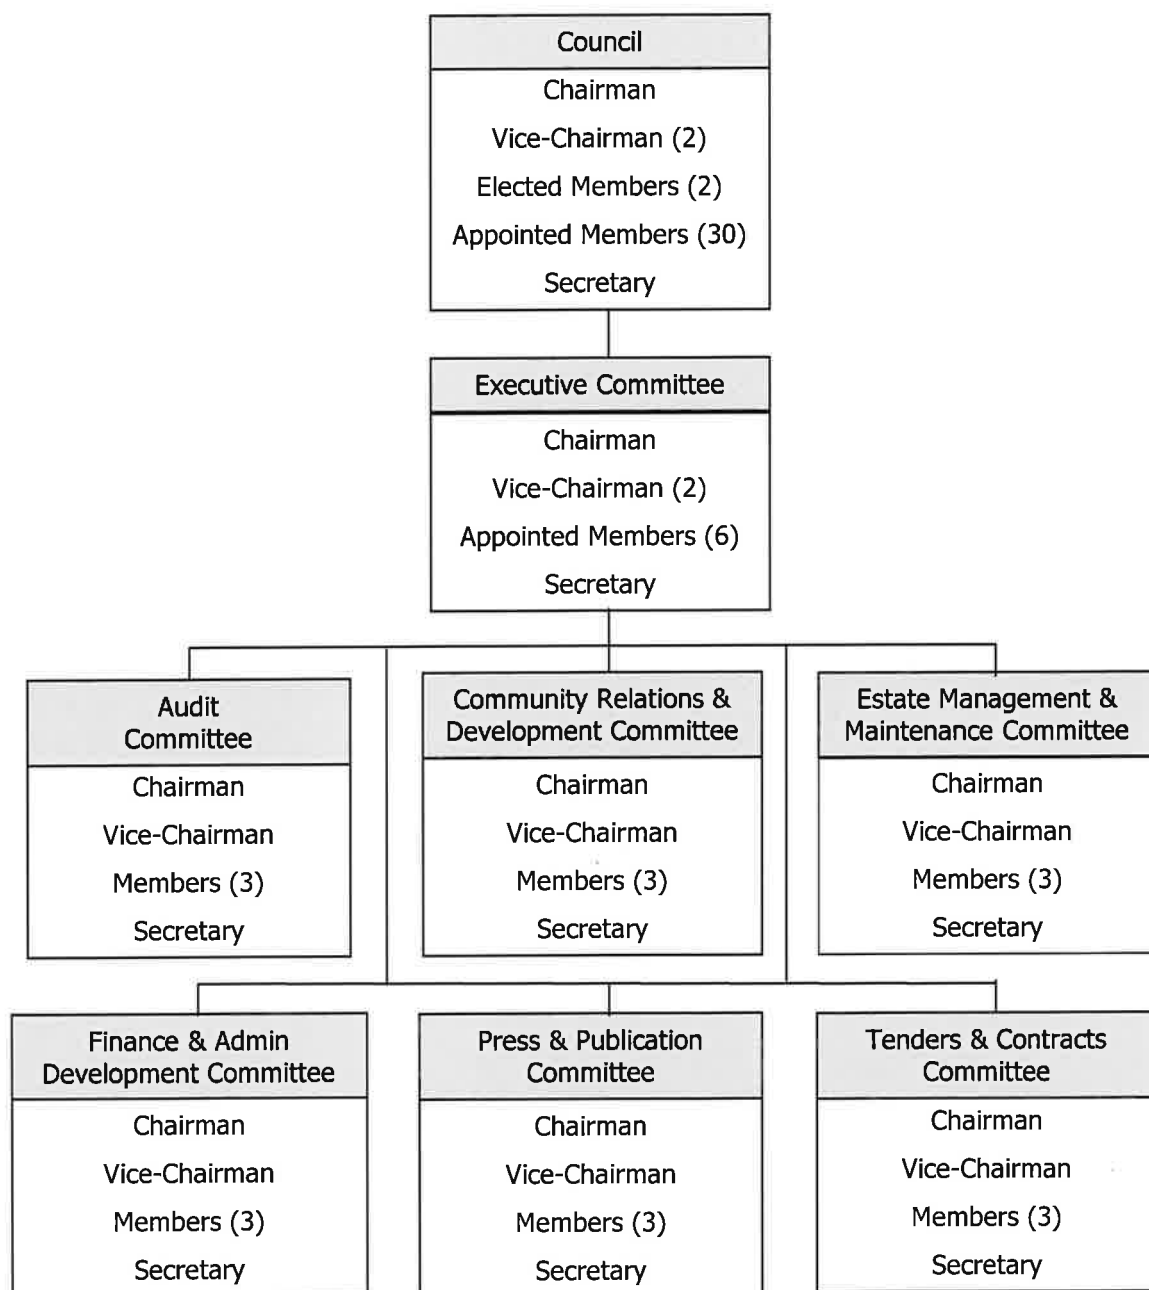 Council
Chairman
Vice-Chairman (2)
Elected Members (2)
Appointed Members (30)
Secretary
Executive Committee
Chairman
Vice-Chairman (2)
Appointed Members (6)
Secretary
Audit
Committee
Chairman
Vice-Chairman
Members (3)
Secretary
Community Relations &
Development Committee
Chairman
Vice-Chairman
Members (3)
Secretary
Estate Management &
Maintenance Committee
Chairman
Vice-Chairman
Members (3)
Secretary
Finance & Admin
Development Committee
Chairman
Vice-Chairman
Members (3)
Secretary
Press & Publication
Committee
Chairman
Vice-Chairman
Members (3)
Secretary
Tenders & Contracts
Committee
Chairman
Vice-Chairman
Members (3)
Secretary